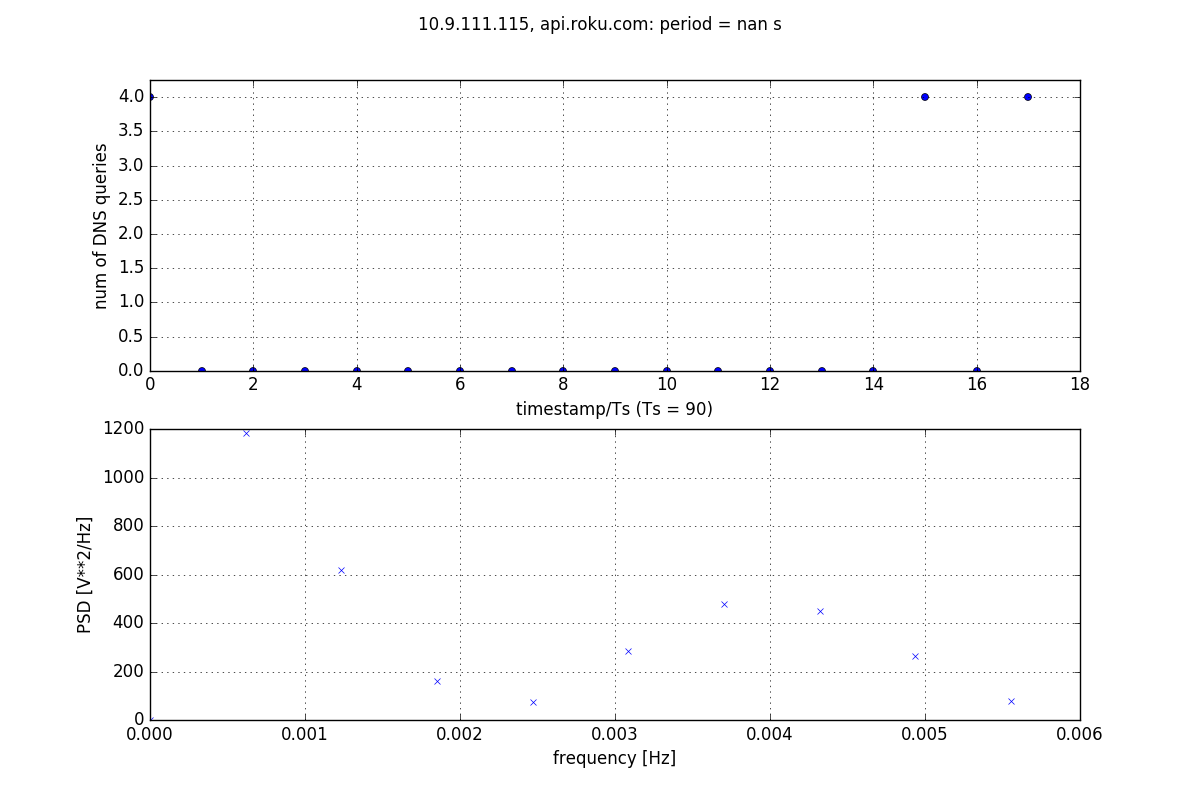 10.9.111.115, api.roku.com: period = nan s
num of DNS queries
4.0
3.5
3.0
2.5
2.0
1.5
1.0
0.5
0.0
0 2 4 6 8 10 12 14 16 18
timestamp/Ts (Ts = 90)
PSD [V**2/Hz]
1200
1000
800
600
400
200
0
0.000 0.001 0.002 0.003 0.004 0.005 0.006
frequency [Hz]